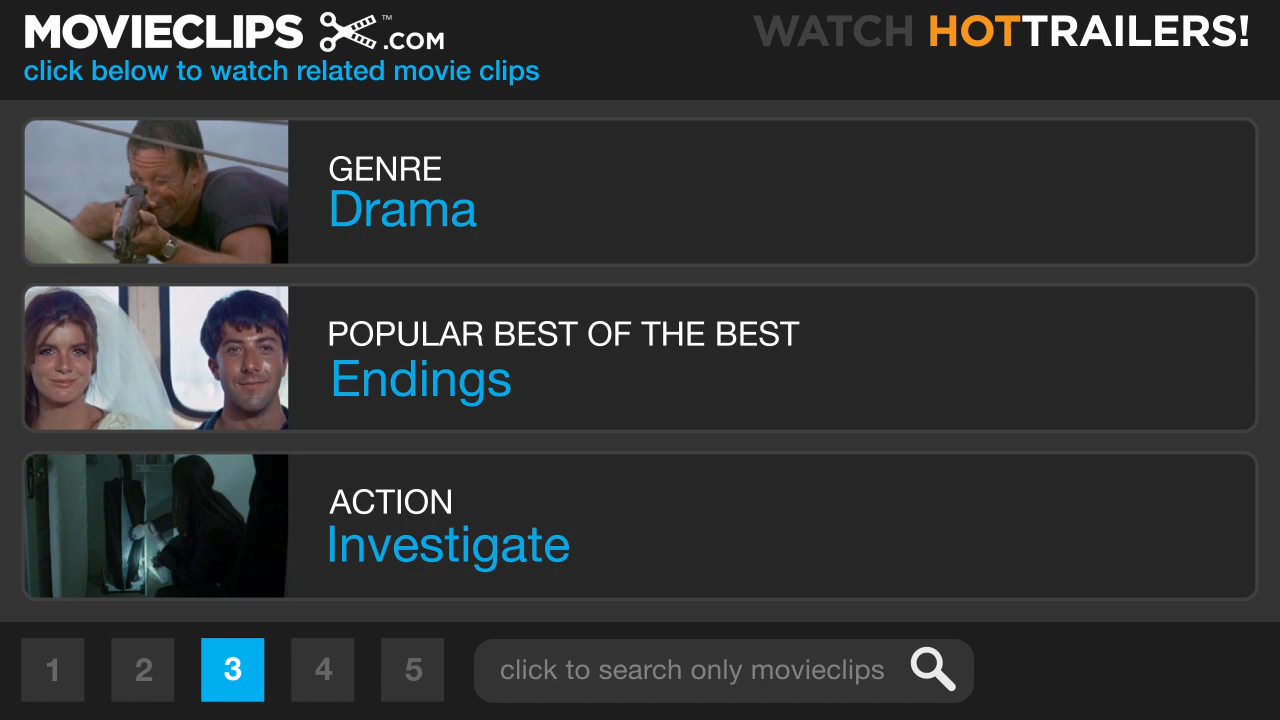 MOVIECLIPS ™ .COM
WATCH HOTTRAILERS!
click below to watch related movie clips
GENRE
Drama
POPULAR BEST OF THE BEST
Endings
ACTION
Investigate
1 2 3 4 5 click to search only movieclips